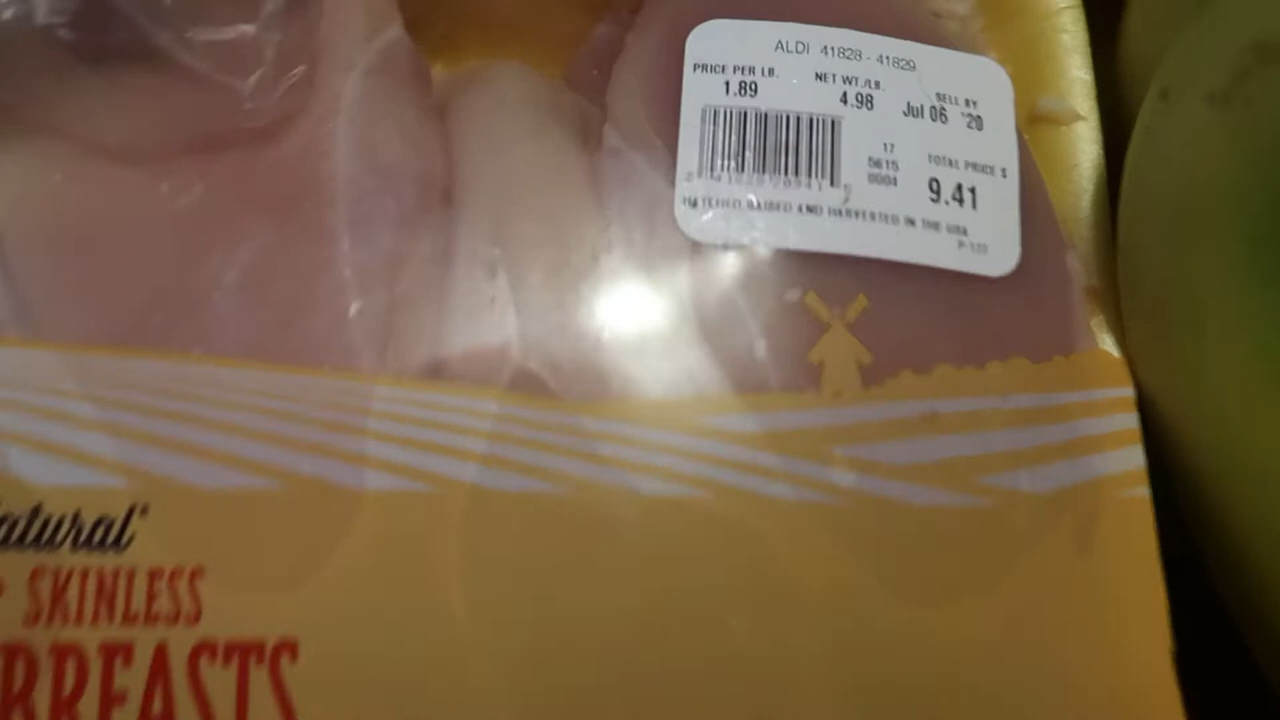 ALDI 41828 - 41829
PRICE PER LB. NET WT./LB. SELL BY
1.89 4.98 Jul 06 '20
17
5615
0004
TOTAL PRICE $
9.41
HATCHED RAISED AND HARVESTED IN THE USA
atural*
SKINLESS
BREASTS